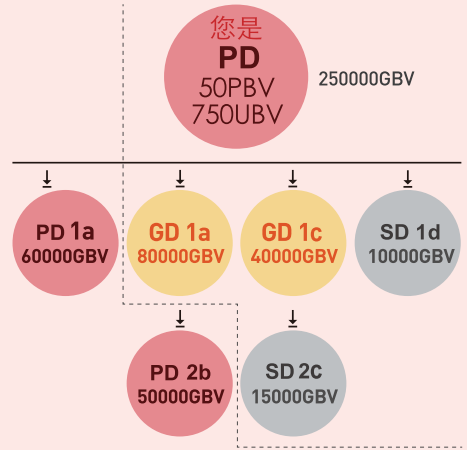 您是
PD
50PBV
750UBV
250000GBV
PD 1a
60000GBV
GD 1a
80000GBV
GD 1c
40000GBV
SD 1d
10000GBV
PD 2b
50000GBV
SD 2c
15000GBV